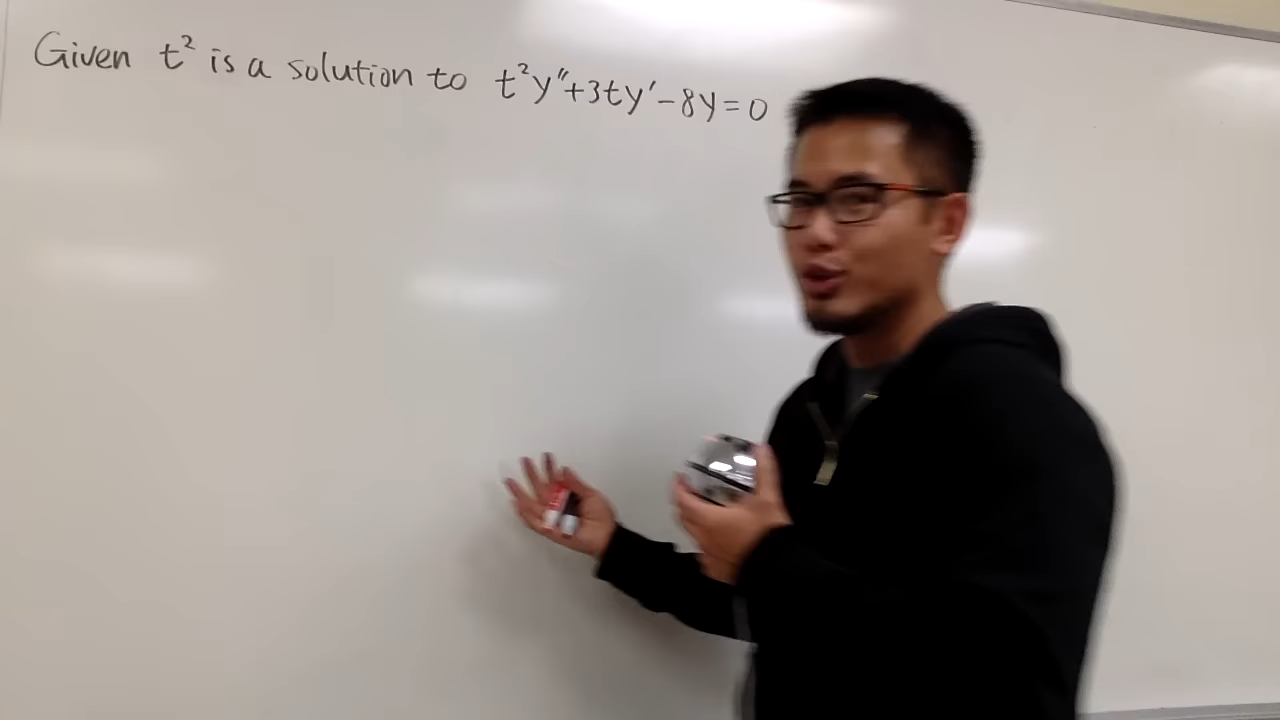 Given t² is a solution to t²y″+3ty′−8y=0